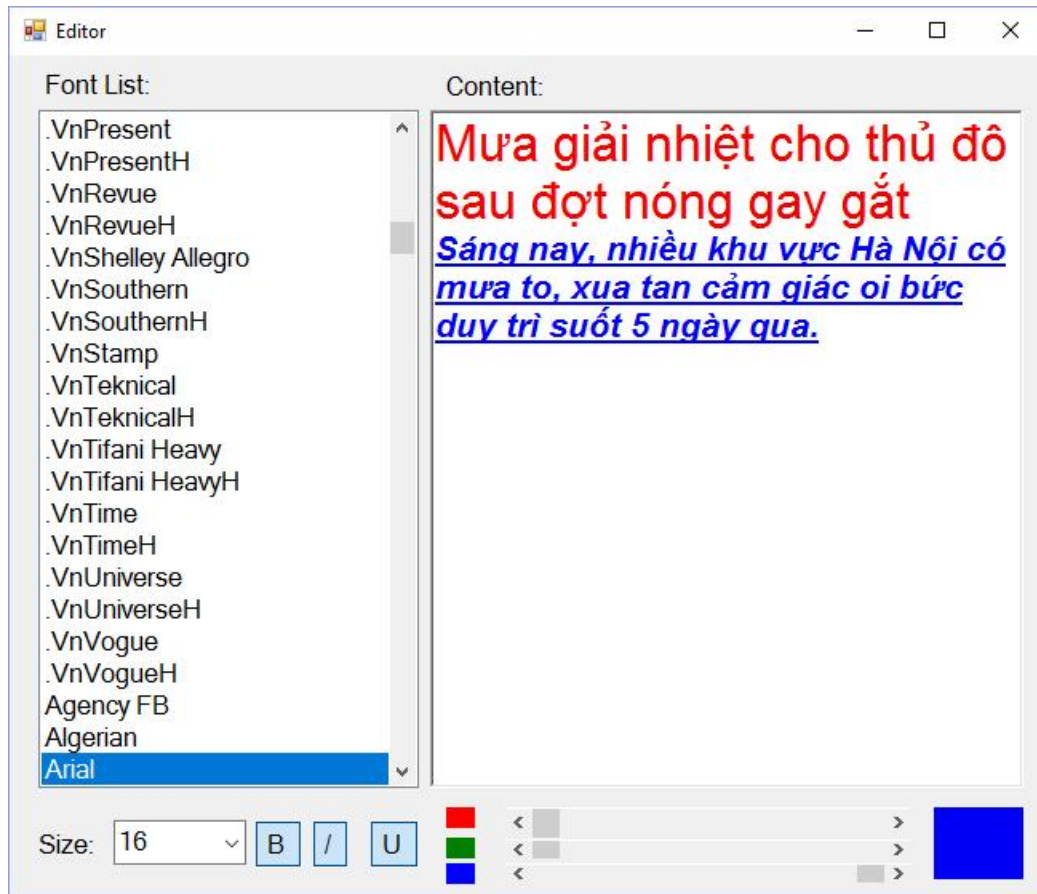 Editor
Font List:
Content:
.VnPresent
.VnPresentH
.VnRevue
.VnRevueH
.VnShelley Allegro
.VnSouthern
.VnSouthernH
.VnStamp
.VnTeknical
.VnTeknicalH
.VnTifani Heavy
.VnTifani HeavyH
.VnTime
.VnTimeH
.VnUniverse
.VnUniverseH
.VnVogue
.VnVogueH
Agency FB
Algerian
Arial
Mưa giải nhiệt cho thủ đô
sau đợt nóng gay gắt
Sáng nay, nhiều khu vực Hà Nội có
mưa to, xua tan cảm giác oi bức
duy trì suốt 5 ngày qua.
Size: 16 B I U